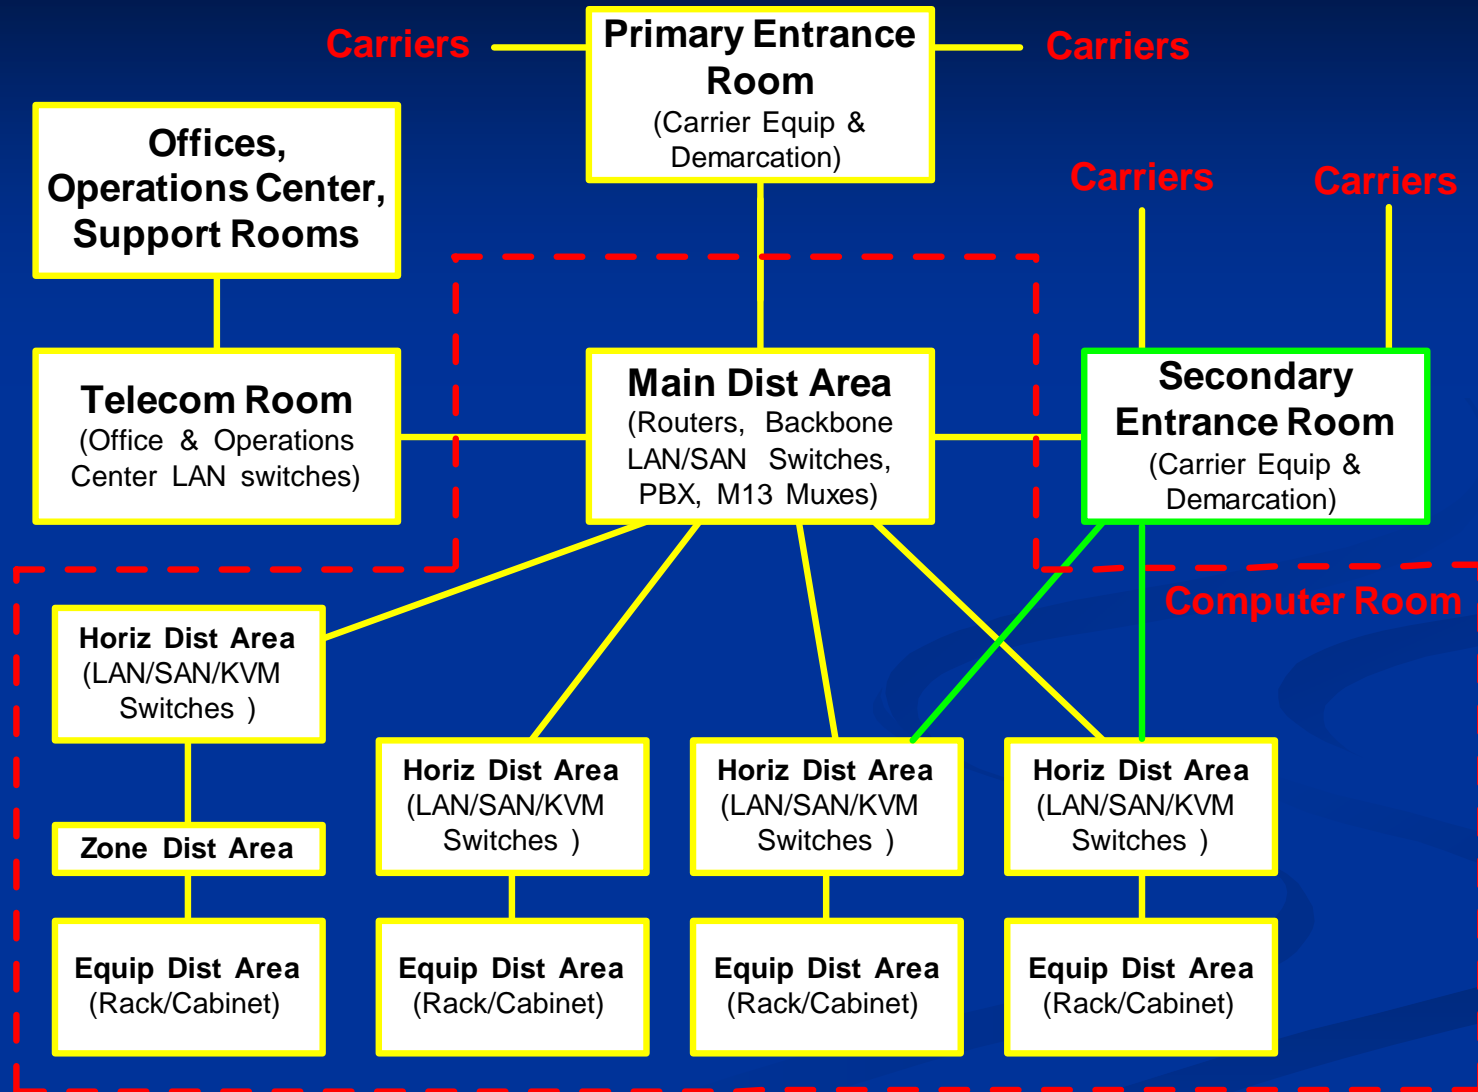 Carriers
Primary Entrance
Room
(Carrier Equip &
Demarcation)
Carriers
Offices,
Operations Center,
Support Rooms
Carriers
Carriers
Telecom Room
(Office & Operations
Center LAN switches)
Main Dist Area
(Routers, Backbone
LAN/SAN Switches,
PBX, M13 Muxes)
Secondary
Entrance Room
(Carrier Equip &
Demarcation)
Computer Room
Horiz Dist Area
(LAN/SAN/KVM
Switches )
Horiz Dist Area
(LAN/SAN/KVM
Switches )
Horiz Dist Area
(LAN/SAN/KVM
Switches )
Horiz Dist Area
(LAN/SAN/KVM
Switches )
Zone Dist Area
Equip Dist Area
(Rack/Cabinet)
Equip Dist Area
(Rack/Cabinet)
Equip Dist Area
(Rack/Cabinet)
Equip Dist Area
(Rack/Cabinet)